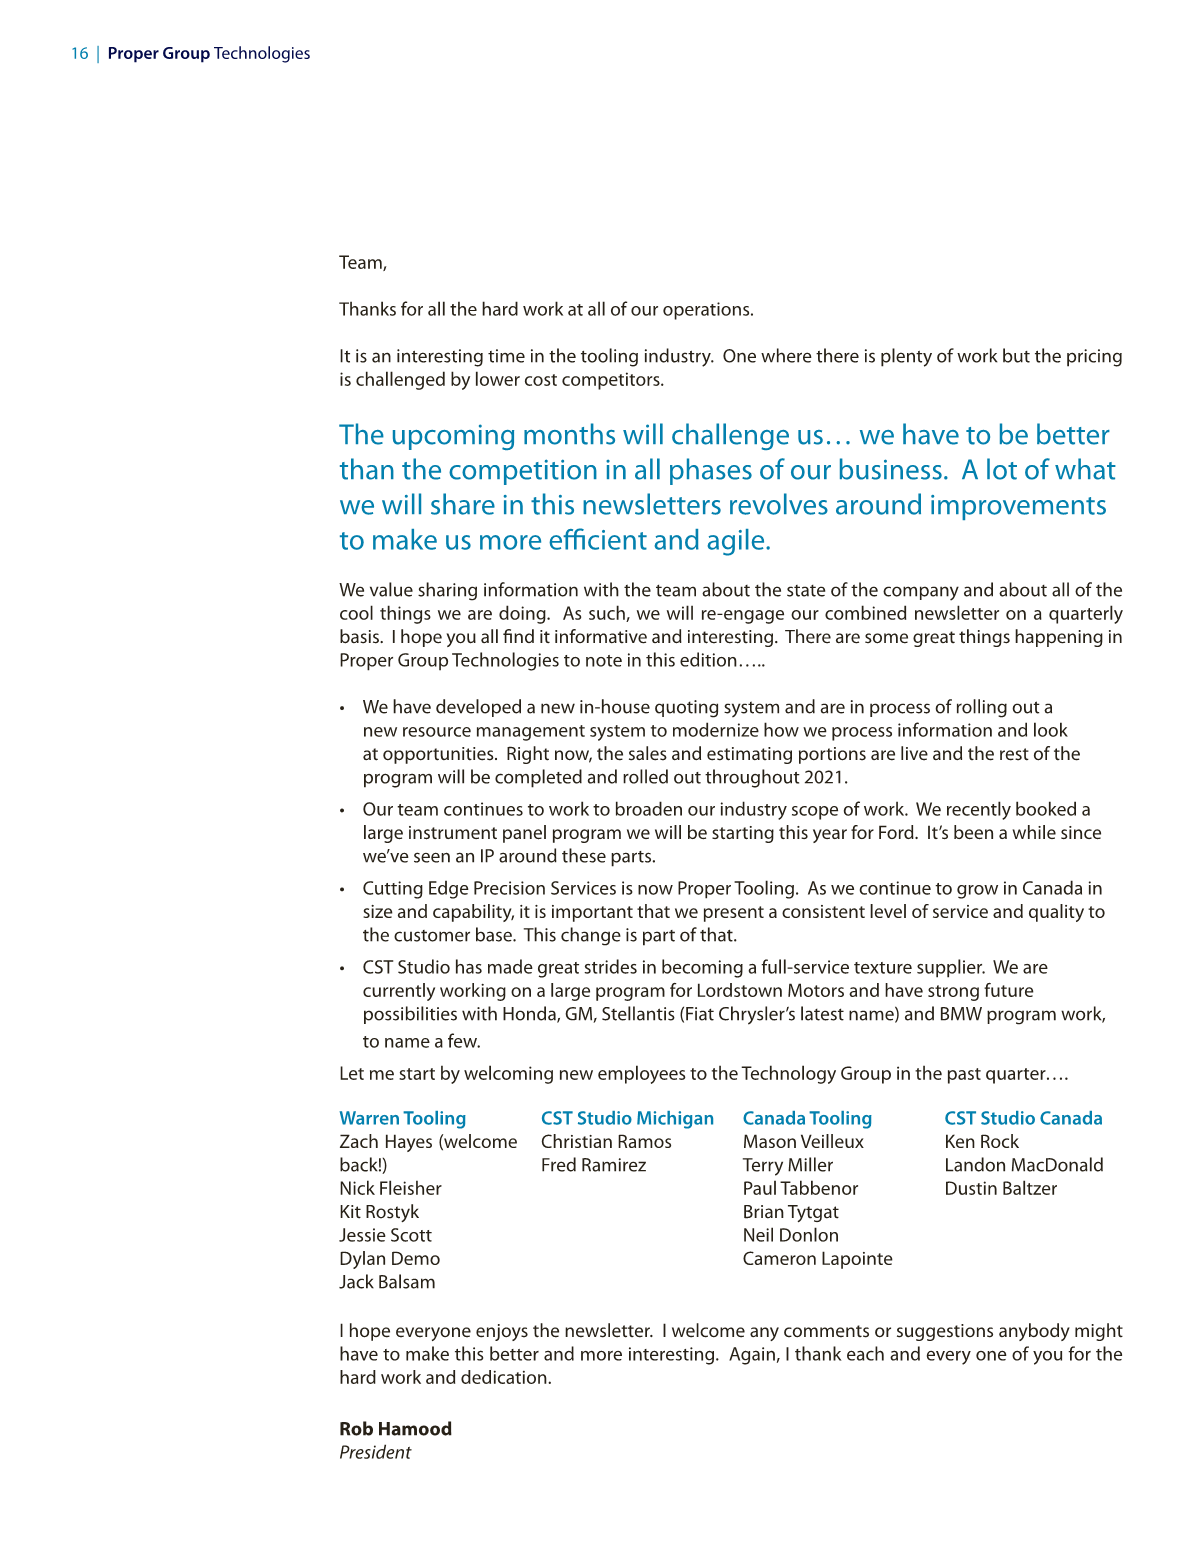 16 | Proper Group Technologies
Team,
Thanks for all the hard work at all of our operations.
It is an interesting time in the tooling industry.  One where there is plenty of work but the pricing
is challenged by lower cost competitors.
The upcoming months will challenge us… we have to be better
than the competition in all phases of our business.  A lot of what
we will share in this newsletters revolves around improvements
to make us more efficient and agile.
We value sharing information with the team about the state of the company and about all of the
cool things we are doing.  As such, we will re-engage our combined newsletter on a quarterly
basis.  I hope you all find it informative and interesting.  There are some great things happening in
Proper Group Technologies to note in this edition…..
• We have developed a new in-house quoting system and are in process of rolling out a
new resource management system to modernize how we process information and look
at opportunities.  Right now, the sales and estimating portions are live and the rest of the
program will be completed and rolled out throughout 2021.
• Our team continues to work to broaden our industry scope of work.  We recently booked a
large instrument panel program we will be starting this year for Ford.  It's been a while since
we've seen an IP around these parts.
• Cutting Edge Precision Services is now Proper Tooling.  As we continue to grow in Canada in
size and capability, it is important that we present a consistent level of service and quality to
the customer base.  This change is part of that.
• CST Studio has made great strides in becoming a full-service texture supplier.  We are
currently working on a large program for Lordstown Motors and have strong future
possibilities with Honda, GM, Stellantis (Fiat Chrysler's latest name) and BMW program work,
to name a few.
Let me start by welcoming new employees to the Technology Group in the past quarter….
Warren Tooling
Zach Hayes (welcome
back!)
Nick Fleisher
Kit Rostyk
Jessie Scott
Dylan Demo
Jack Balsam
CST Studio Michigan
Christian Ramos
Fred Ramirez
Canada Tooling
Mason Veilleux
Terry Miller
Paul Tabbenor
Brian Tytgat
Neil Donlon
Cameron Lapointe
CST Studio Canada
Ken Rock
Landon MacDonald
Dustin Baltzer
I hope everyone enjoys the newsletter.  I welcome any comments or suggestions anybody might
have to make this better and more interesting.  Again, I thank each and every one of you for the
hard work and dedication.
Rob Hamood
President